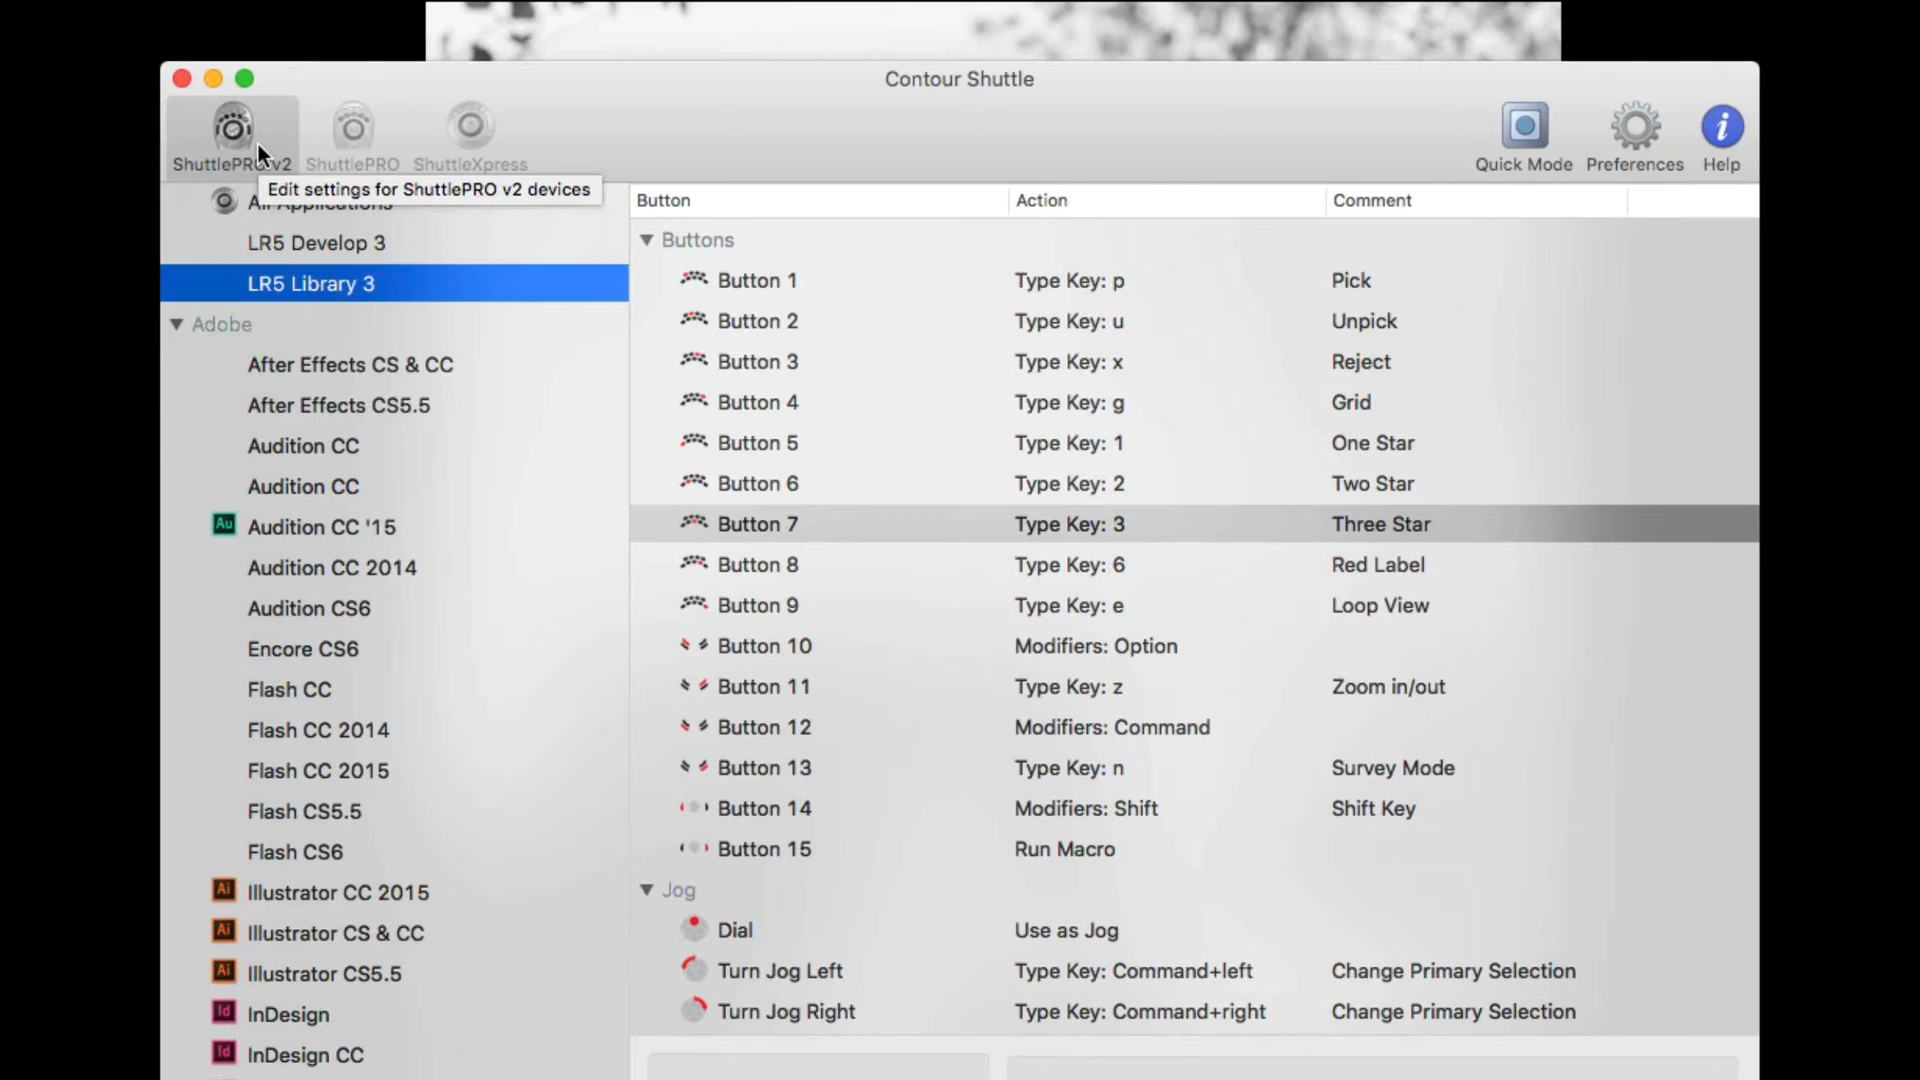 Contour Shuttle
ShuttlePRO v2
ShuttlePRO
ShuttleXpress
Quick Mode
Preferences
Help
Edit settings for ShuttlePRO v2 devices
All Applications
LR5 Develop 3
LR5 Library 3
Adobe
After Effects CS & CC
After Effects CS5.5
Audition CC
Audition CC
Au Audition CC '15
Audition CC 2014
Audition CS6
Encore CS6
Flash CC
Flash CC 2014
Flash CC 2015
Flash CS5.5
Flash CS6
Ai Illustrator CC 2015
Ai Illustrator CS & CC
Ai Illustrator CS5.5
Id InDesign
Id InDesign CC
Button Action Comment
Buttons
Button 1 Type Key: p Pick
Button 2 Type Key: u Unpick
Button 3 Type Key: x Reject
Button 4 Type Key: g Grid
Button 5 Type Key: 1 One Star
Button 6 Type Key: 2 Two Star
Button 7 Type Key: 3 Three Star
Button 8 Type Key: 6 Red Label
Button 9 Type Key: e Loop View
Button 10 Modifiers: Option
Button 11 Type Key: z Zoom in/out
Button 12 Modifiers: Command
Button 13 Type Key: n Survey Mode
Button 14 Modifiers: Shift Shift Key
Button 15 Run Macro
Jog
Dial Use as Jog
Turn Jog Left Type Key: Command+left Change Primary Selection
Turn Jog Right Type Key: Command+right Change Primary Selection